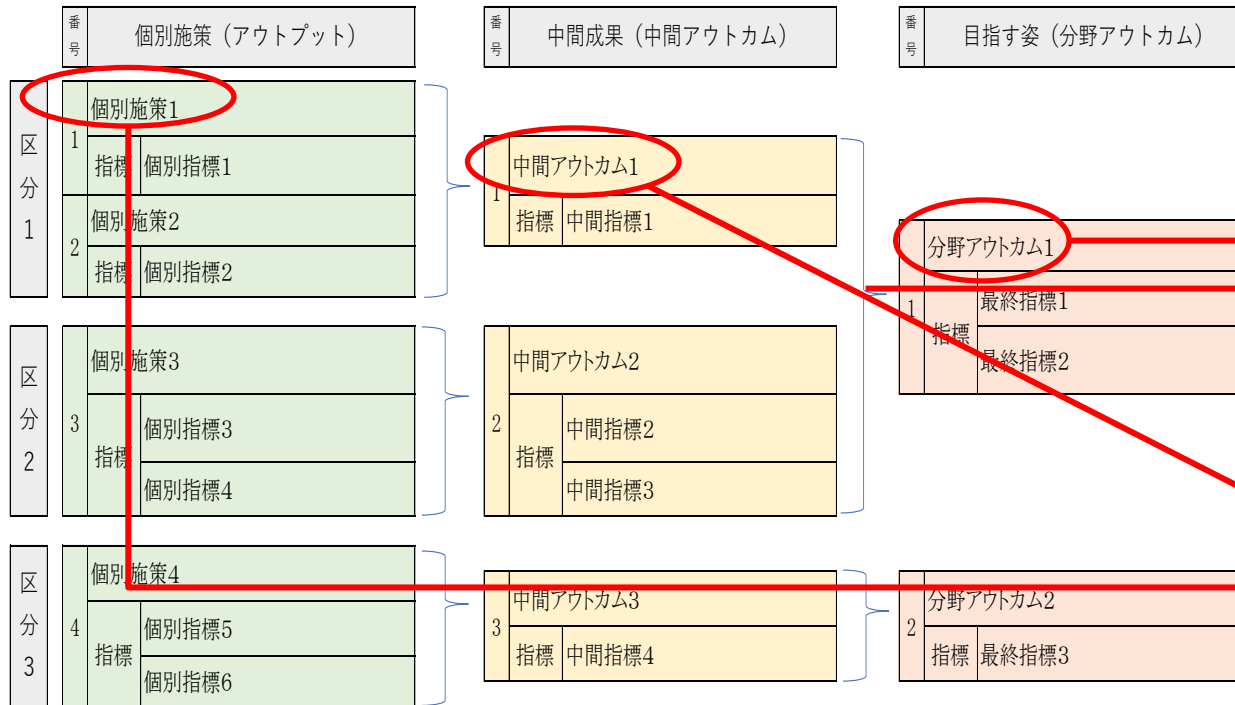 番号
個別施策（アウトプット）
番号
中間成果（中間アウトカム）
番号
目指す姿（分野アウトカム）
区分1
1
個別施策1
指標
個別指標1
2
個別施策2
指標
個別指標2
1
中間アウトカム1
指標
中間指標1
1
分野アウトカム1
指標
最終指標1
最終指標2
区分2
3
個別施策3
指標
個別指標3
個別指標4
2
中間アウトカム2
指標
中間指標2
中間指標3
区分3
4
個別施策4
指標
個別指標5
個別指標6
3
中間アウトカム3
指標
中間指標4
2
分野アウトカム2
指標
最終指標3